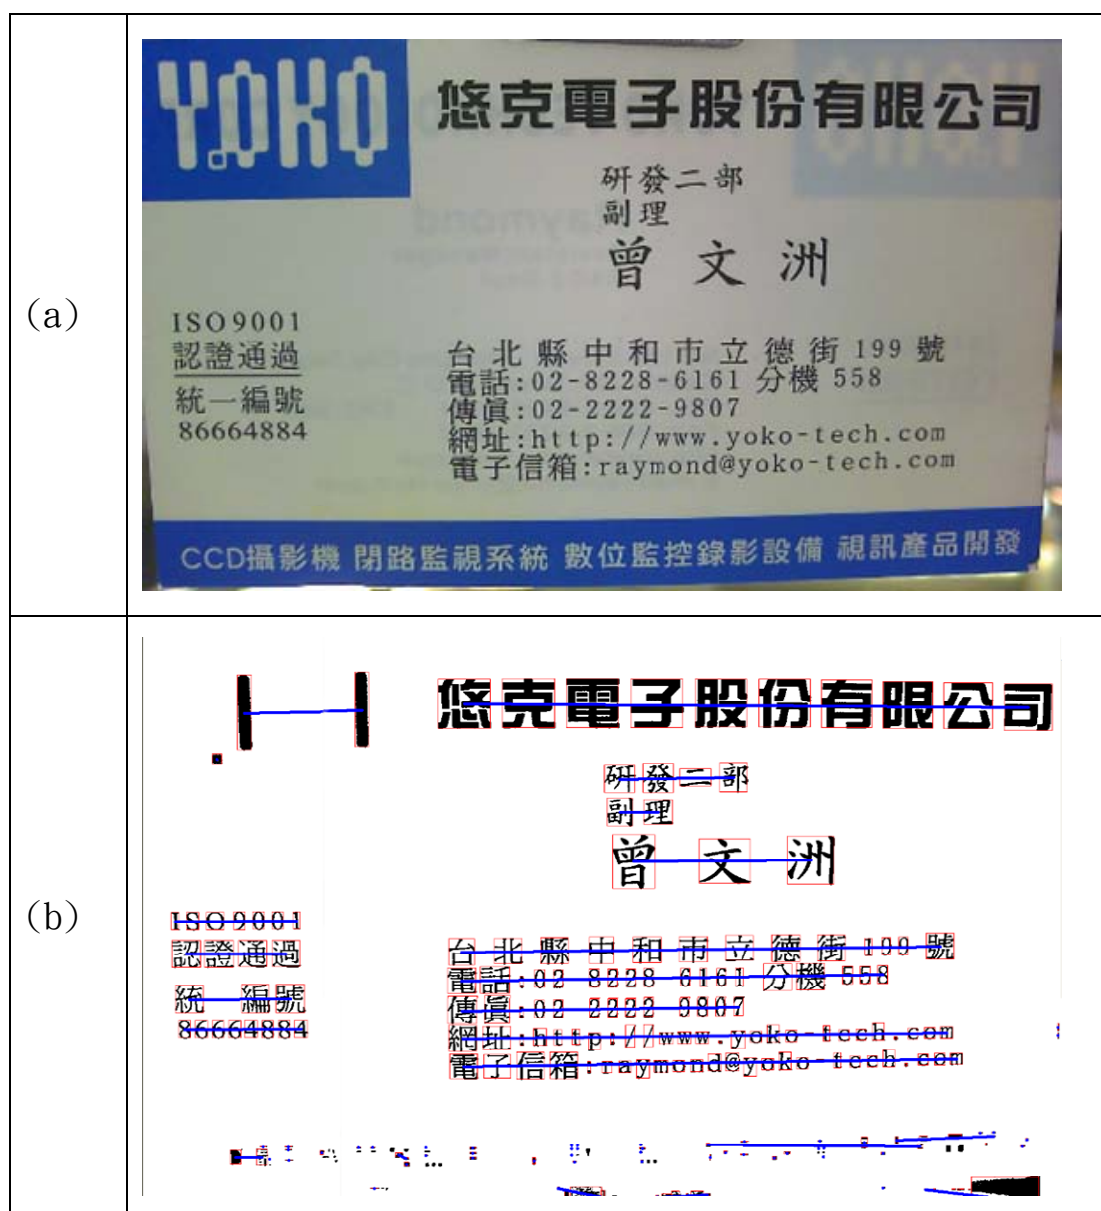 (a)
YOKO
悠克電子股份有限公司
研發二部
副理
曾 文 洲
ISO9001
認證通過
統一編號
86664884
台北縣中和市立德街 199 號
電話:02-8228-6161 分機 558
傳眞:02-2222-9807
網址:http://www.yoko-tech.com
電子信箱:raymond@yoko-tech.com
CCD攝影機 閉路監視系統 數位監控錄影設備 視訊產品開發
(b)
悠克電子股份有限公司
研發二部
副理
曾 文 洲
ISO9001
認證通過
統 編號
86664884
台北縣中和市立德街 199 號
電話:02 8228 6161 分機 558
傳眞:02 2222 9807
網址:http://www.yoko-tech.com
電子信箱:raymond@yoko-tech.com